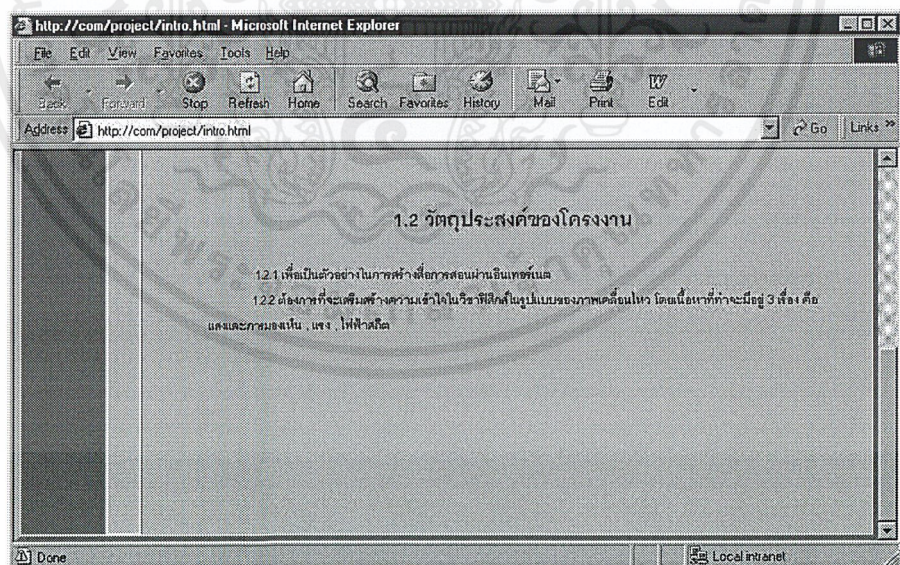 http://com/project/intro.html - Microsoft Internet Explorer
File Edit View Favorites Tools Help
Back Forward Stop Refresh Home Search Favorites History Mail Print Edit
Address http://com/project/intro.html Go Links »
1.2 วัตถุประสงค์ของโครงงาน
1.2.1 เพื่อเป็นตัวอย่างในการสร้างสื่อการสอนผ่านอินเทอร์เนต
1.2.2 ต้องการที่จะเสริมสร้างความเข้าใจในวิชาฟิสิกส์ในรูปแบบของภาพเคลื่อนไหว โดยเนื้อหาที่ทำจะมีอยู่ 3 เรื่อง คือ
แสงและการมองเห็น , แรง , ไฟฟ้าสถิต
Done Local intranet